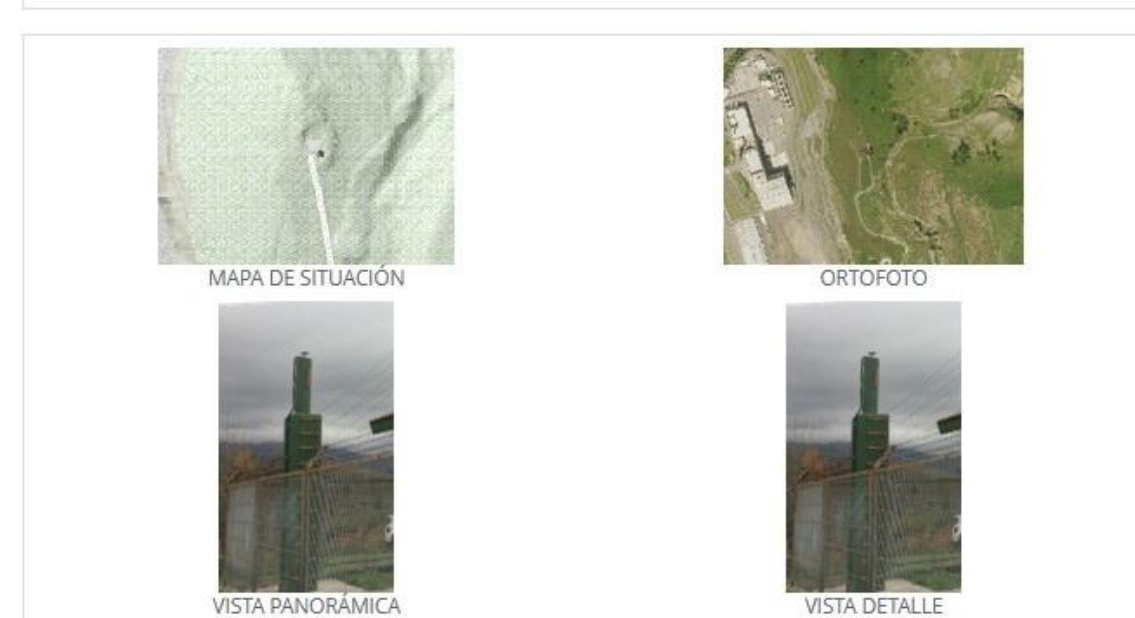 MAPA DE SITUACIÓN
ORTOFOTO
VISTA PANORÁMICA
VISTA DETALLE